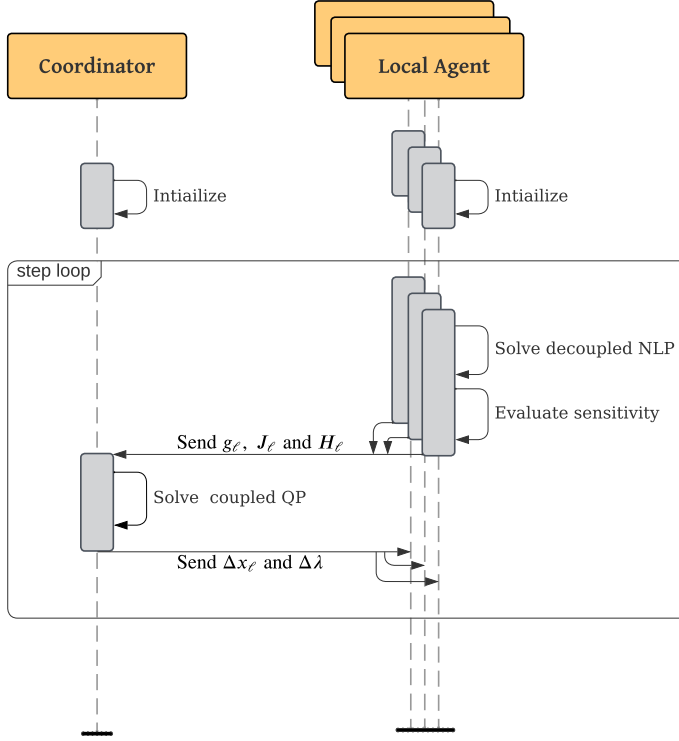 Coordinator
Local Agent
Intiailize
Intiailize
step loop
Solve decoupled NLP
Evaluate sensitivity
Send gℓ, Jℓ and Hℓ
Solve coupled QP
Send Δxℓ and Δλ